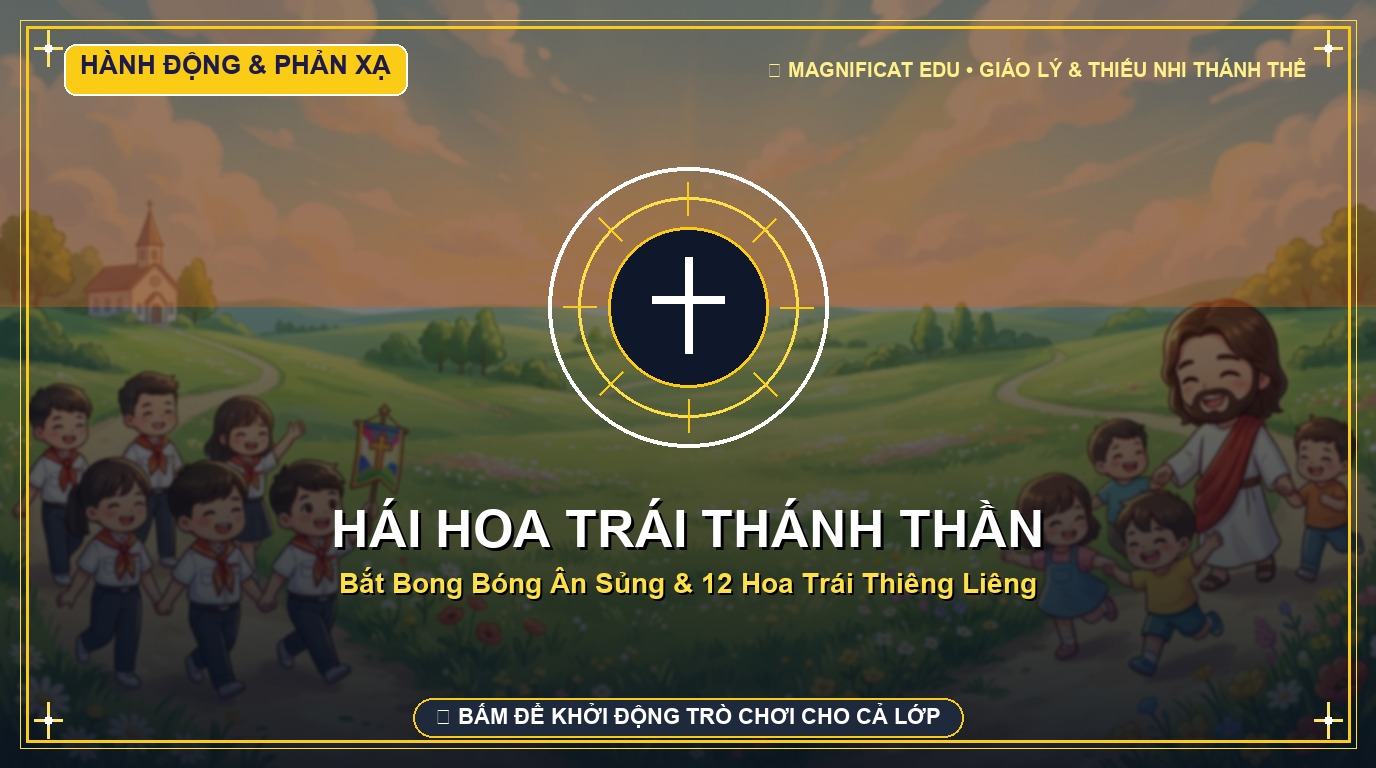 HÀNH ĐỘNG & PHẢN XẠ
MAGNIFICAT EDU • GIÁO LÝ & THIẾU NHI THÁNH THỂ
HÁI HOA TRÁI THÁNH THẦN
Bắt Bong Bóng Ân Sủng & 12 Hoa Trái Thiêng Liêng
BẤM ĐỂ KHỞI ĐỘNG TRÒ CHƠI CHO CẢ LỚP